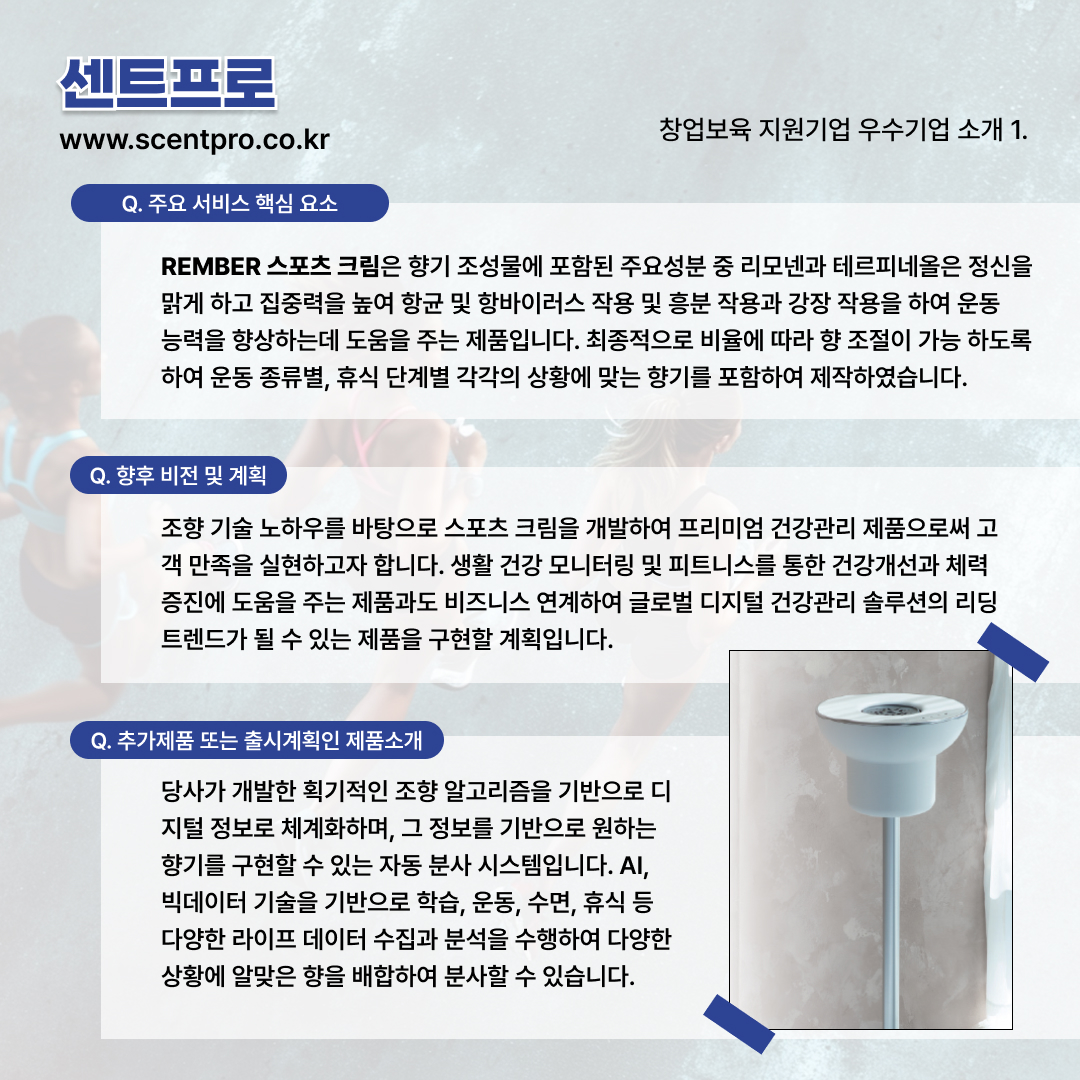 센트프로
www.scentpro.co.kr
창업보육 지원기업 우수기업 소개 1.
Q. 주요 서비스 핵심 요소
REMBER 스포츠 크림은 향기 조성물에 포함된 주요성분 중 리모넨과 테르피네올은 정신을
맑게 하고 집중력을 높여 항균 및 항바이러스 작용 및 흥분 작용과 강장 작용을 하여 운동
능력을 향상하는데 도움을 주는 제품입니다. 최종적으로 비율에 따라 향 조절이 가능 하도록
하여 운동 종류별, 휴식 단계별 각각의 상황에 맞는 향기를 포함하여 제작하였습니다.
Q. 향후 비전 및 계획
조향 기술 노하우를 바탕으로 스포츠 크림을 개발하여 프리미엄 건강관리 제품으로써 고
객 만족을 실현하고자 합니다. 생활 건강 모니터링 및 피트니스를 통한 건강개선과 체력
증진에 도움을 주는 제품과도 비즈니스 연계하여 글로벌 디지털 건강관리 솔루션의 리딩
트렌드가 될 수 있는 제품을 구현할 계획입니다.
Q. 추가제품 또는 출시계획인 제품소개
당사가 개발한 획기적인 조향 알고리즘을 기반으로 디
지털 정보로 체계화하며, 그 정보를 기반으로 원하는
향기를 구현할 수 있는 자동 분사 시스템입니다. AI,
빅데이터 기술을 기반으로 학습, 운동, 수면, 휴식 등
다양한 라이프 데이터 수집과 분석을 수행하여 다양한
상황에 알맞은 향을 배합하여 분사할 수 있습니다.